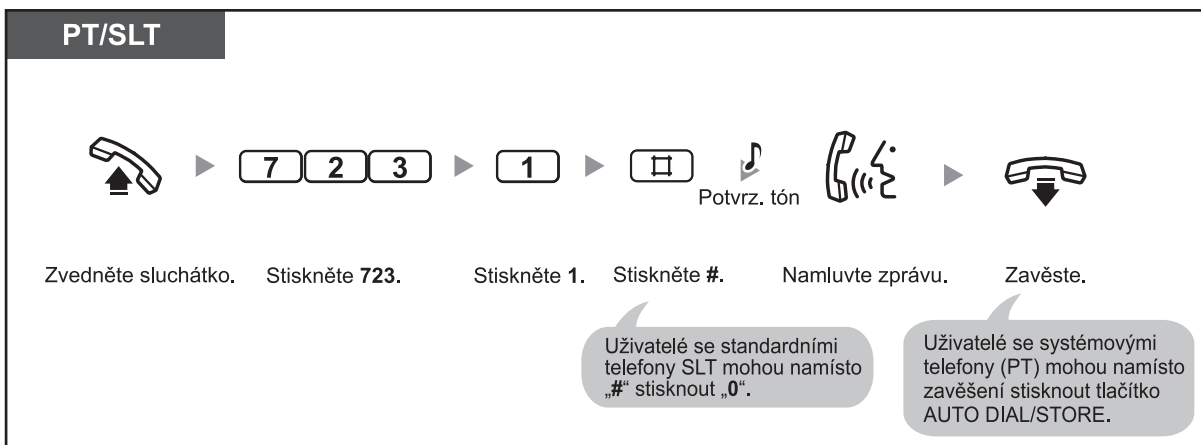 PT/SLT
7 2 3 1 #
Potvrz. tón
Zvedněte sluchátko. Stiskněte 723. Stiskněte 1. Stiskněte #. Namluvte zprávu. Zavěste.
Uživatelé se standardními
telefony SLT mohou namísto
„#“ stisknout „0“.
Uživatelé se systémovými
telefony (PT) mohou namísto
zavěšení stisknout tlačítko
AUTO DIAL/STORE.